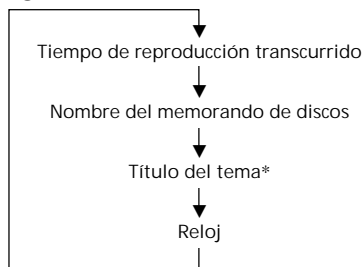 Tiempo de reproducción transcurrido
Nombre del memorando de discos
Título del tema*
Reloj